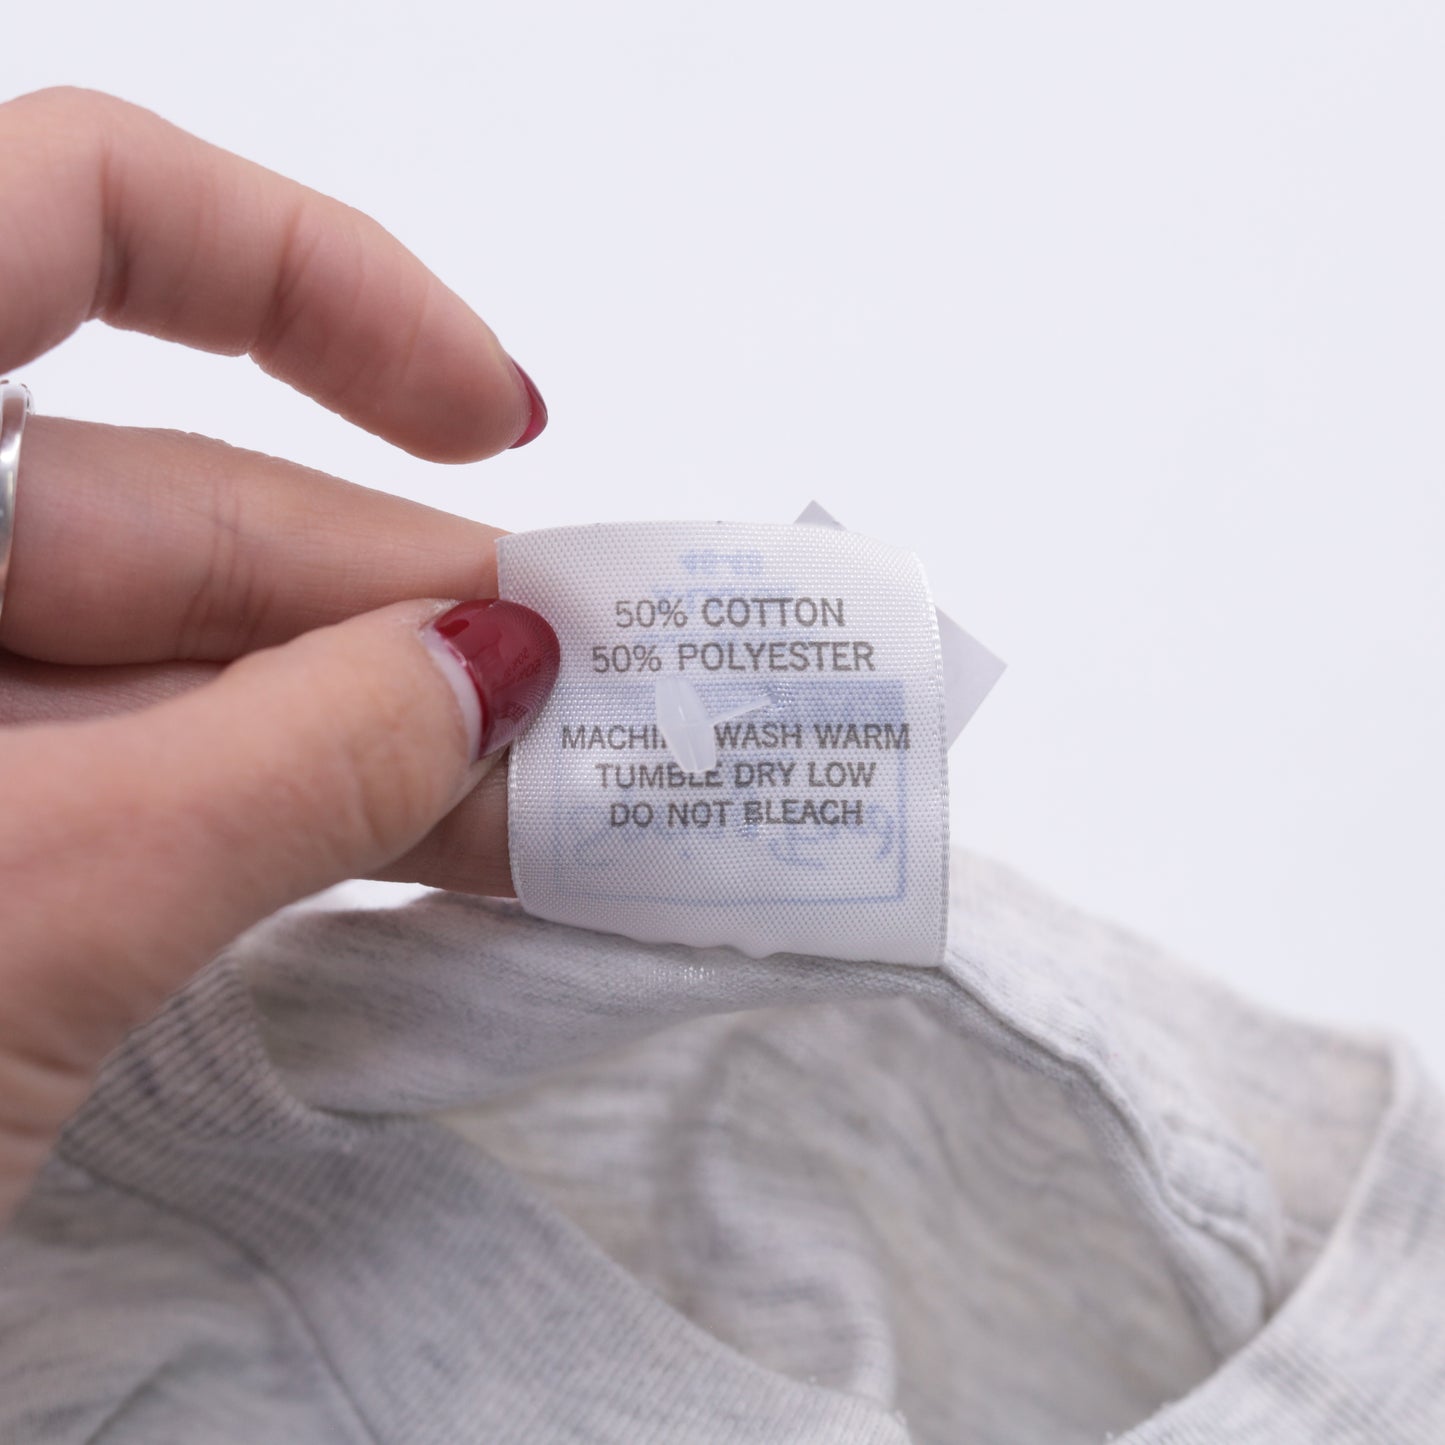 50% COTTON
50% POLYESTER
MACHINE WASH WARM
TUMBLE DRY LOW
DO NOT BLEACH